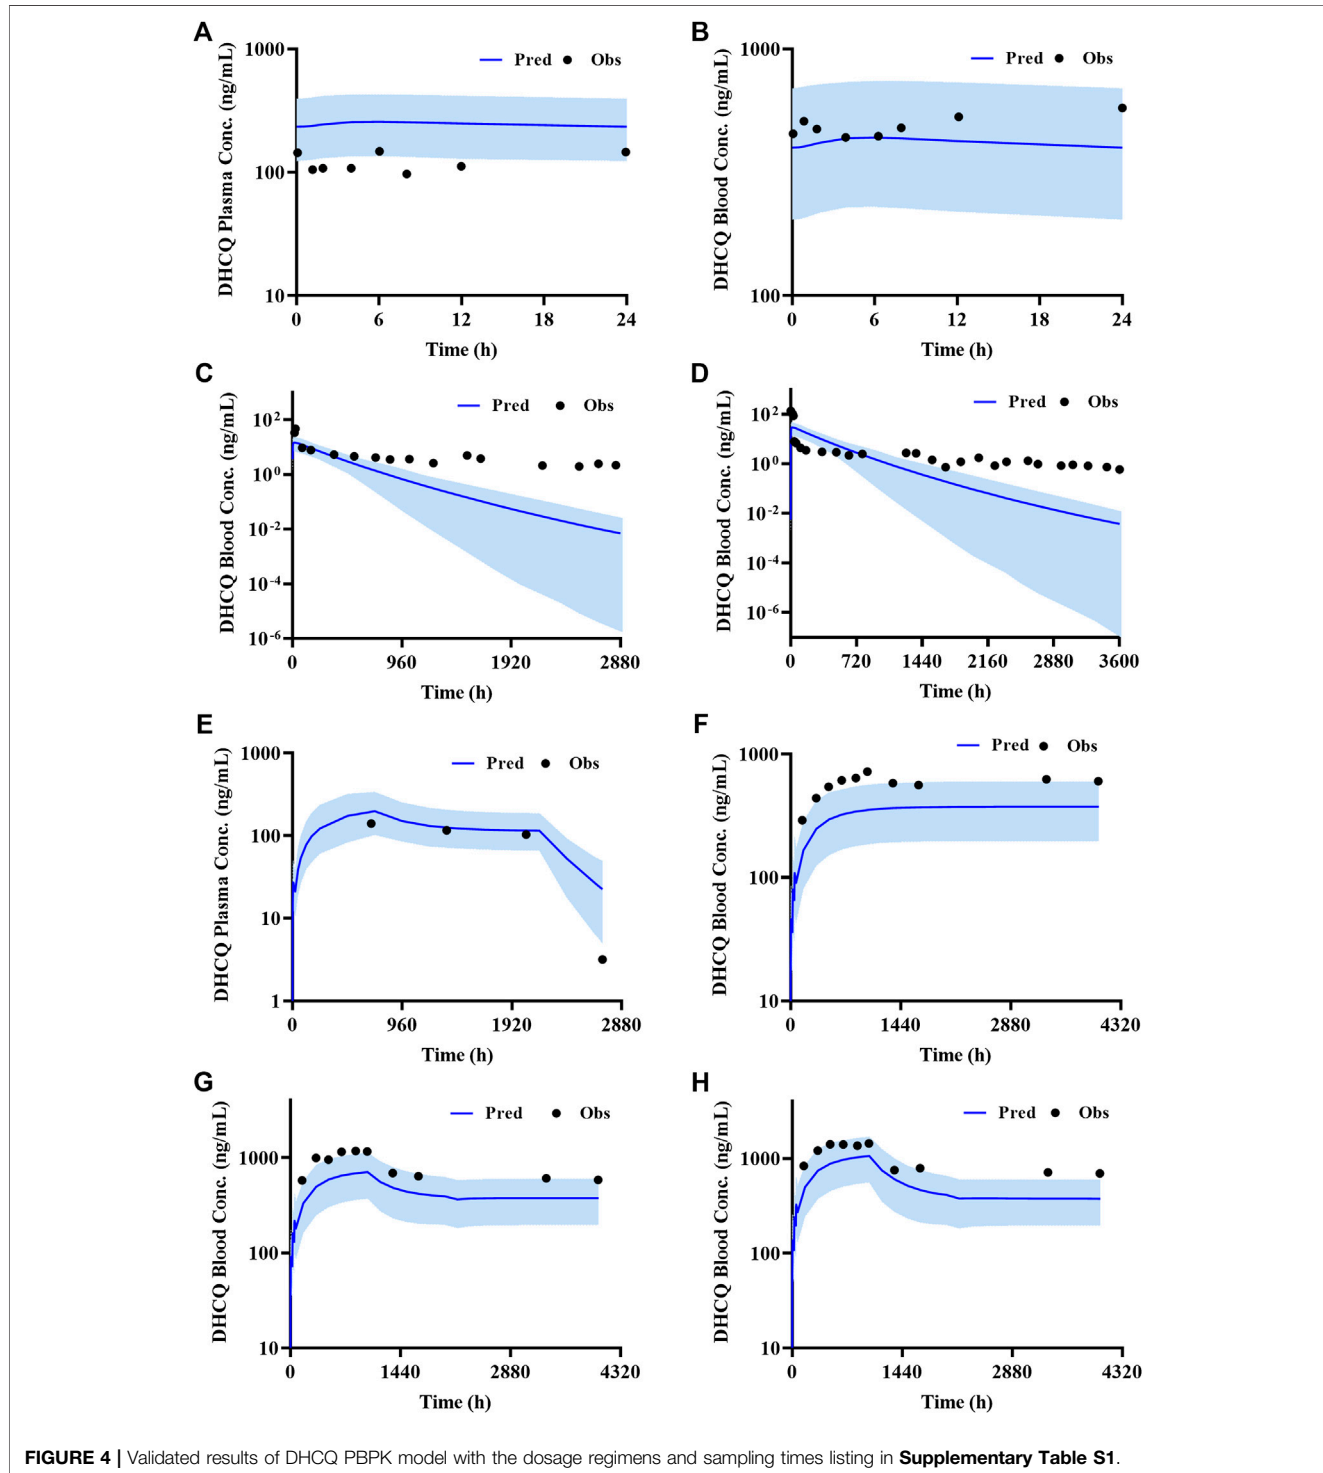 A
DHCQ Plasma Conc. (ng/mL)
1000
100
10
Pred
Obs
0 6 12 18 24
Time (h)
B
DHCQ Blood Conc. (ng/mL)
1000
100
Pred
Obs
0 6 12 18 24
Time (h)
C
DHCQ Blood Conc. (ng/mL)
10²
10⁰
10⁻²
10⁻⁴
10⁻⁶
Pred
Obs
0 960 1920 2880
Time (h)
D
DHCQ Blood Conc. (ng/mL)
10²
10⁰
10⁻²
10⁻⁴
10⁻⁶
Pred
Obs
0 720 1440 2160 2880 3600
Time (h)
E
DHCQ Plasma Conc. (ng/mL)
1000
100
10
1
Pred
Obs
0 960 1920 2880
Time (h)
F
DHCQ Blood Conc. (ng/mL)
1000
100
10
Pred
Obs
0 1440 2880 4320
Time (h)
G
DHCQ Blood Conc. (ng/mL)
1000
100
10
Pred
Obs
0 1440 2880 4320
Time (h)
H
DHCQ Blood Conc. (ng/mL)
1000
100
10
Pred
Obs
0 1440 2880 4320
Time (h)
FIGURE 4 | Validated results of DHCQ PBPK model with the dosage regimens and sampling times listing in Supplementary Table S1.